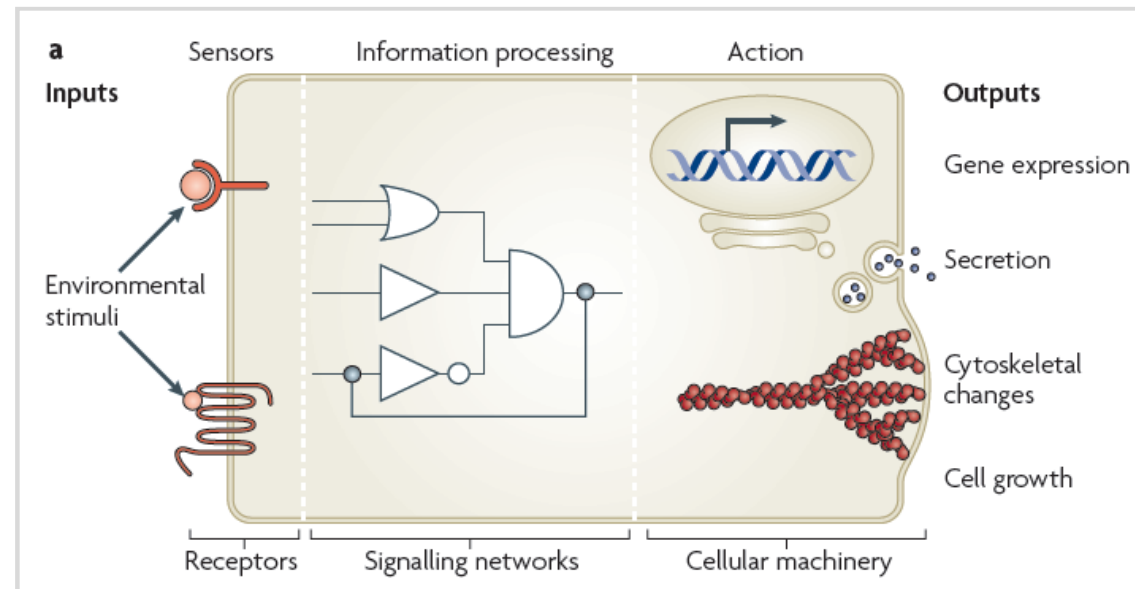 a
Sensors
Information processing
Action
Inputs
Outputs
Gene expression
Environmental
stimuli
Secretion
Cytoskeletal
changes
Cell growth
Receptors
Signalling networks
Cellular machinery